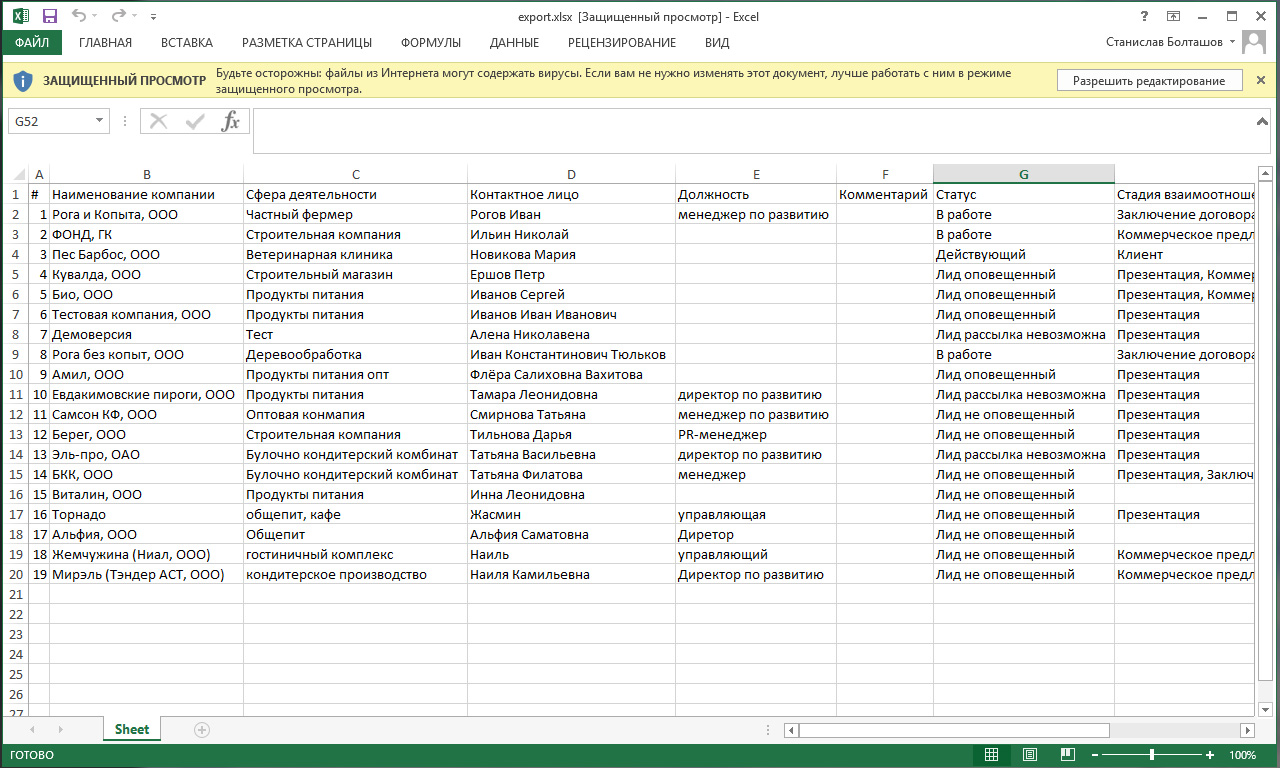 export.xlsx [Защищенный просмотр] - Excel
?
ФАЙЛ ГЛАВНАЯ ВСТАВКА РАЗМЕТКА СТРАНИЦЫ ФОРМУЛЫ ДАННЫЕ РЕЦЕНЗИРОВАНИЕ ВИД Станислав Болташов
ЗАЩИЩЕННЫЙ ПРОСМОТР Будьте осторожны: файлы из Интернета могут содержать вирусы. Если вам не нужно изменять этот документ, лучше работать с ним в режиме
защищенного просмотра.
Разрешить редактирование
G52 fx
A B C D E F G
1 # Наименование компании Сфера деятельности Контактное лицо Должность Комментарий Статус Стадия взаимоотноше
2 1 Рога и Копыта, ООО Частный фермер Рогов Иван менеджер по развитию В работе Заключение договора
3 2 ФОНД, ГК Строительная компания Ильин Николай В работе Коммерческое предл
4 3 Пес Барбос, ООО Ветеринарная клиника Новикова Мария Действующий Клиент
5 4 Кувалда, ООО Строительный магазин Ершов Петр Лид оповещенный Презентация, Коммер
6 5 Био, ООО Продукты питания Иванов Сергей Лид оповещенный Презентация, Коммер
7 6 Тестовая компания, ООО Продукты питания Иванов Иван Иванович Лид оповещенный Презентация
8 7 Демоверсия Тест Алена Николавена Лид рассылка невозможна Презентация
9 8 Рога без копыт, ООО Деревообработка Иван Константинович Тюльков В работе Заключение договора
10 9 Амил, ООО Продукты питания опт Флёра Салиховна Вахитова Лид оповещенный Презентация
11 10 Евдакимовские пироги, ООО Продукты питания Тамара Леонидовна директор по развитию Лид рассылка невозможна Презентация
12 11 Самсон КФ, ООО Оптовая конмапия Смирнова Татьяна менеджер по развитию Лид не оповещенный Презентация
13 12 Берег, ООО Строительная компания Тильнова Дарья PR-менеджер Лид не оповещенный Презентация
14 13 Эль-про, ОАО Булочно кондитерский комбинат Татьяна Васильевна директор по развитию Лид рассылка невозможна Презентация
15 14 БКК, ООО Булочно кондитерский комбинат Татьяна Филатова менеджер Лид не оповещенный Презентация, Заключ
16 15 Виталин, ООО Продукты питания Инна Леонидовна Лид не оповещенный
17 16 Торнадо общепит, кафе Жасмин управляющая Лид не оповещенный Презентация
18 17 Альфия, ООО Общепит Альфия Саматовна Диретор Лид не оповещенный
19 18 Жемчужина (Ниал, ООО) гостиничный комплекс Наиль управляющий Лид не оповещенный Коммерческое предл
20 19 Мирэль (Тэндер АСТ, ООО) кондитерское производство Наиля Камильевна Директор по развитию Лид не оповещенный Коммерческое предл
21
22
23
24
25
26
27
Sheet
ГОТОВО 100%